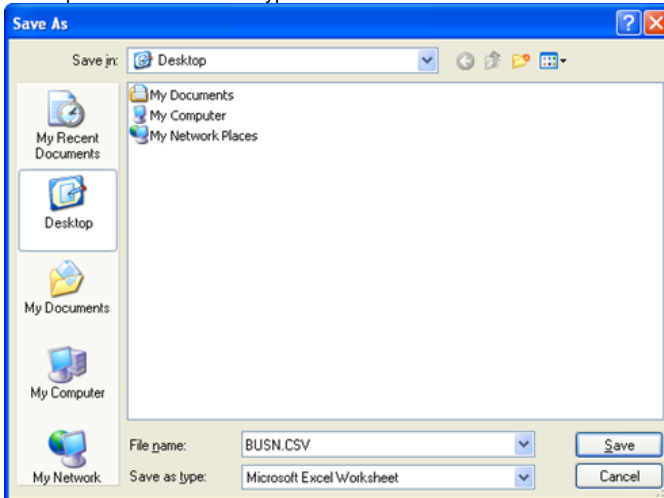 Save As
Save in:
Desktop
My Documents
My Computer
My Network Places
My Recent
Documents
Desktop
My Documents
My Computer
My Network
File name:
BUSN.CSV
Save
Save as type:
Microsoft Excel Worksheet
Cancel